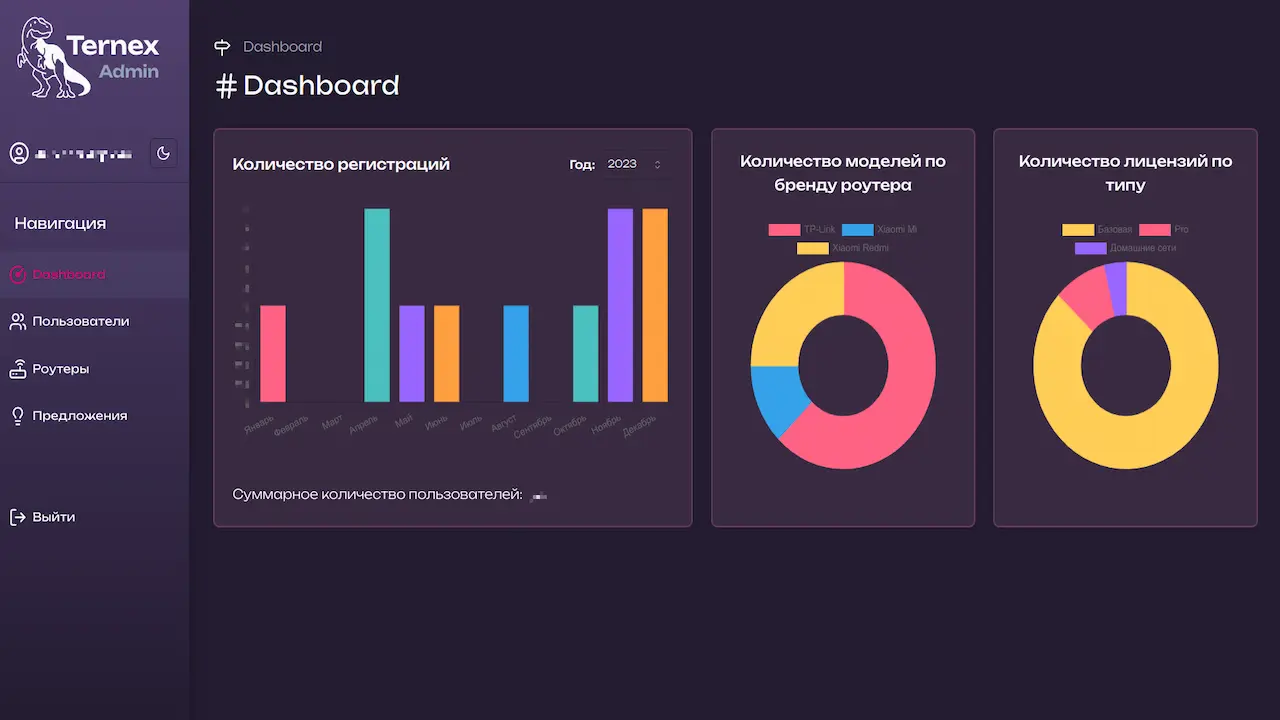 Ternex
Admin
Навигация
Dashboard
Пользователи
Роутеры
Предложения
Выйти
Dashboard
# Dashboard
Количество регистраций
Год: 2023
Январь Февраль Март Апрель Май Июнь Июль Август Сентябрь Октябрь Ноябрь Декабрь
Суммарное количество пользователей:
Количество моделей по
бренду роутера
TP-Link Xiaomi Mi
Xiaomi Redmi
Количество лицензий по
типу
Базовая Pro
Домашние сети